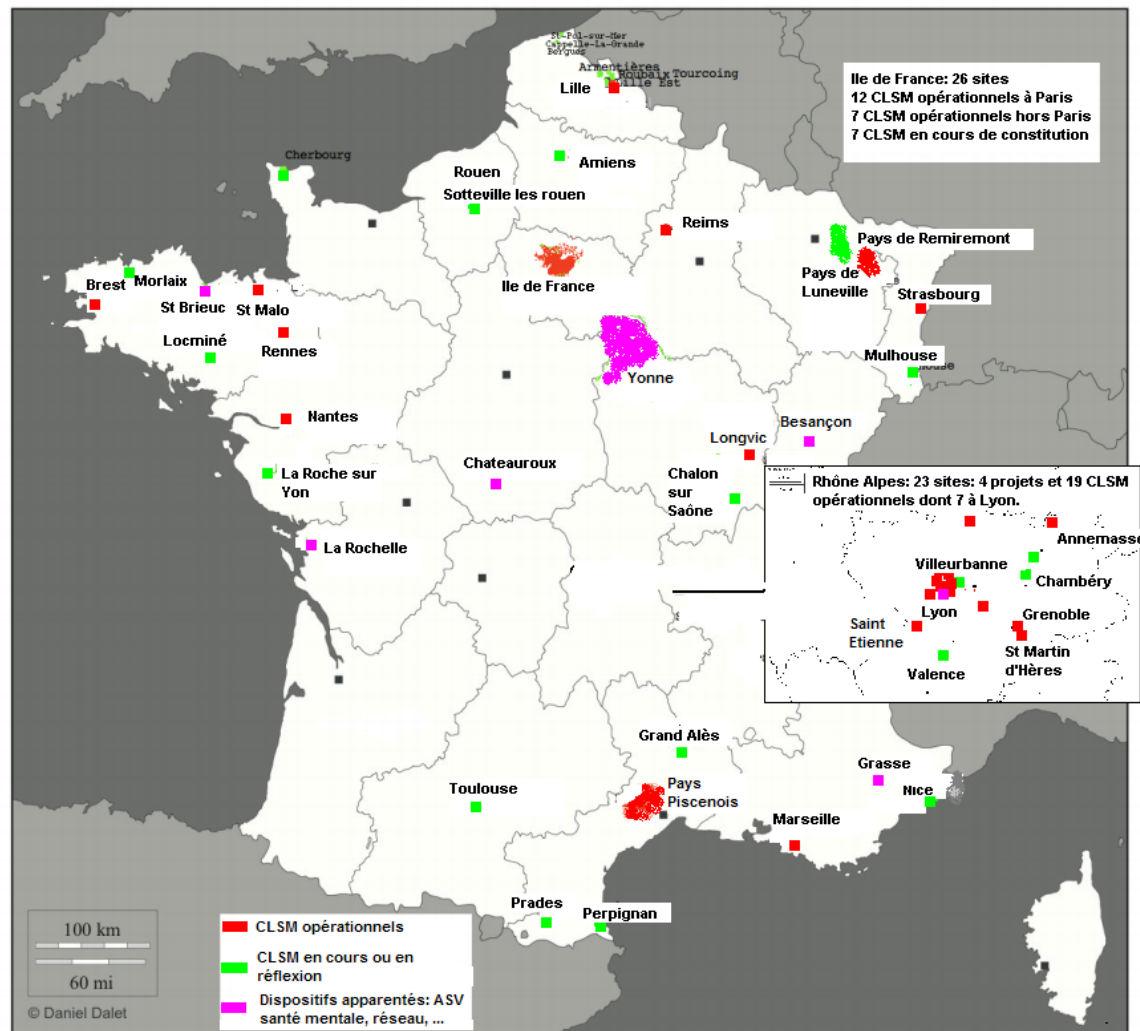 St-Pol-sur-Mer
Cappelle-La-Grande
Bergues
Armentières
Roubaix Tourcoing
Lille Est
Lille
Ile de France: 26 sites
12 CLSM opérationnels à Paris
7 CLSM opérationnels hors Paris
7 CLSM en cours de constitution
Cherbourg
Amiens
Rouen
Sotteville les rouen
Reims
Pays de Remiremont
Ile de France
Pays de
Luneville
Brest
Morlaix
St Brieuc
St Malo
Strasbourg
Locminé
Rennes
Mulhouse
Yonne
Nantes
Besançon
Longvic
La Roche sur
Yon
Chateauroux
Chalon
sur
Saône
Rhône Alpes: 23 sites: 4 projets et 19 CLSM
opérationnels dont 7 à Lyon.
La Rochelle
Annemasse
Villeurbanne
Chambéry
Lyon
Saint
Etienne
Grenoble
St Martin
d'Hères
Valence
Grand Alès
Grasse
Pays
Piscenois
Nice
Toulouse
Marseille
Prades
Perpignan
CLSM opérationnels
CLSM en cours ou en
réflexion
Dispositifs apparentés: ASV
santé mentale, réseau, ...
100 km
60 mi
© Daniel Dalet